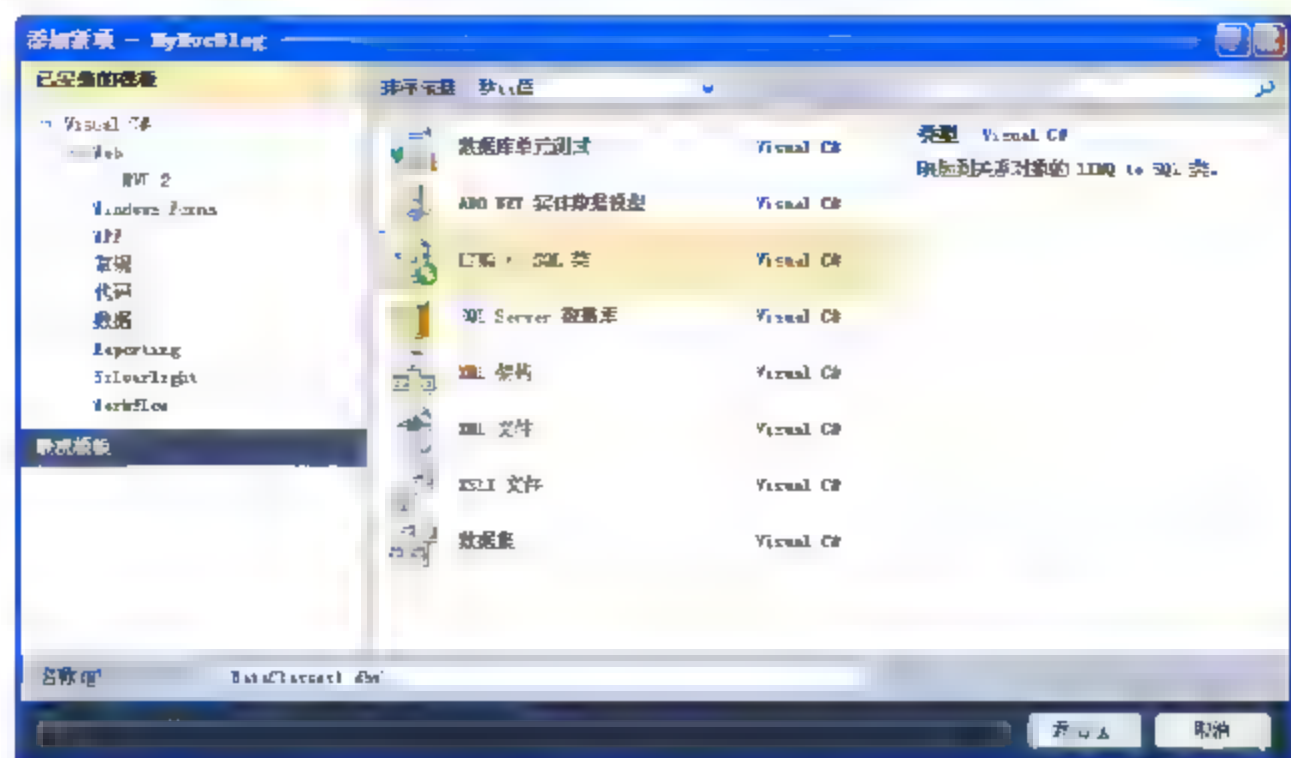 添加新项 - MyMvcBlog
已安装的模板
Visual C#
Web
MVC 2
Windows Forms
WPF
常规
代码
数据
Reporting
Silverlight
Workflow
联机模板
排序依据 默认值
数据库单元测试 Visual C#
ADO.NET 实体数据模型 Visual C#
LINQ to SQL 类 Visual C#
SQL Server 数据库 Visual C#
XML 架构 Visual C#
XML 文件 Visual C#
XSLT 文件 Visual C#
数据集 Visual C#
类型 Visual C#
映射到关系对象的 LINQ to SQL 类。
名称(N)
取消